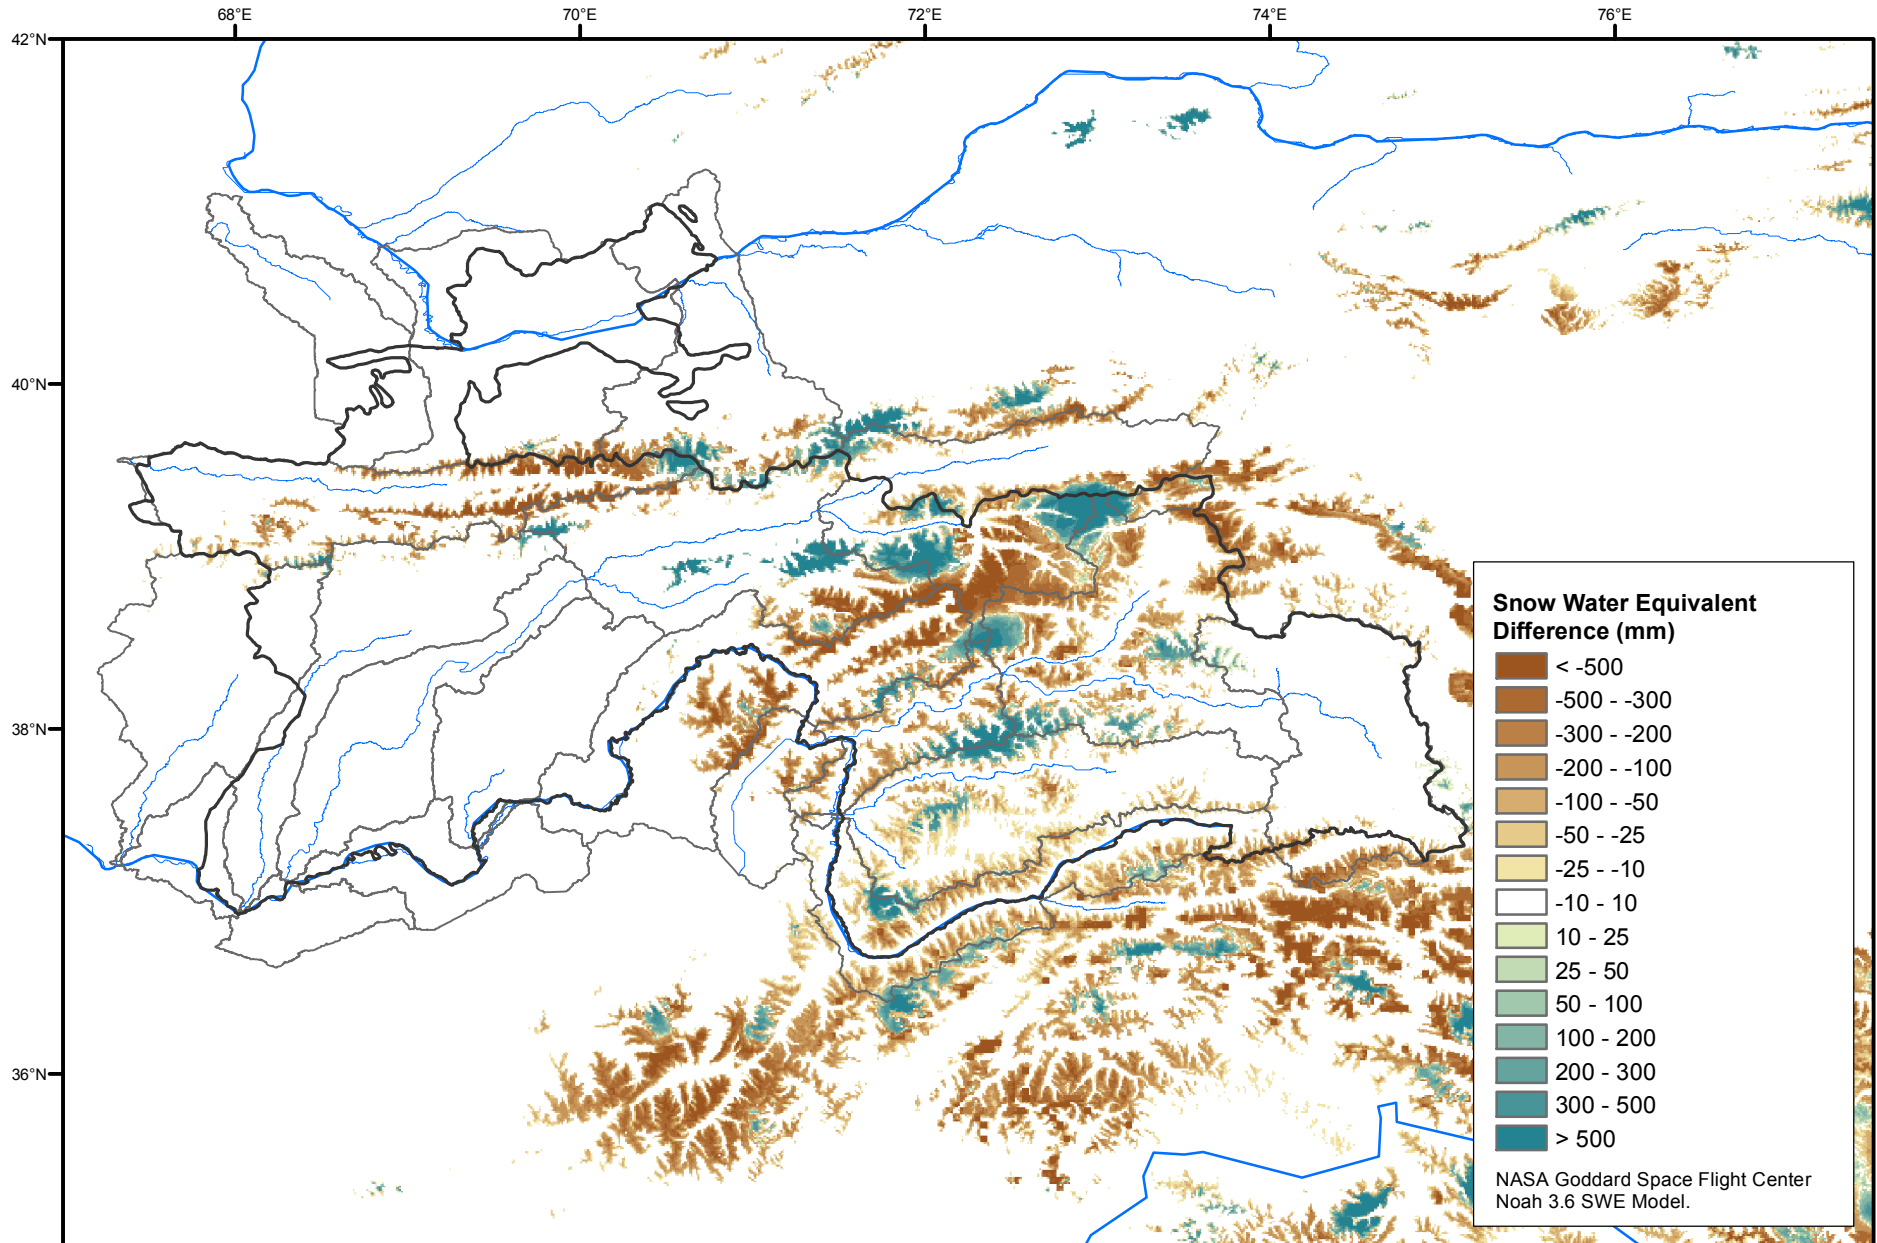 68°E
70°E
72°E
74°E
76°E
42°N
40°N
38°N
36°N
Snow Water Equivalent
Difference (mm)
< -500
-500 - -300
-300 - -200
-200 - -100
-100 - -50
-50 - -25
-25 - -10
-10 - 10
10 - 25
25 - 50
50 - 100
100 - 200
200 - 300
300 - 500
> 500
NASA Goddard Space Flight Center
Noah 3.6 SWE Model.